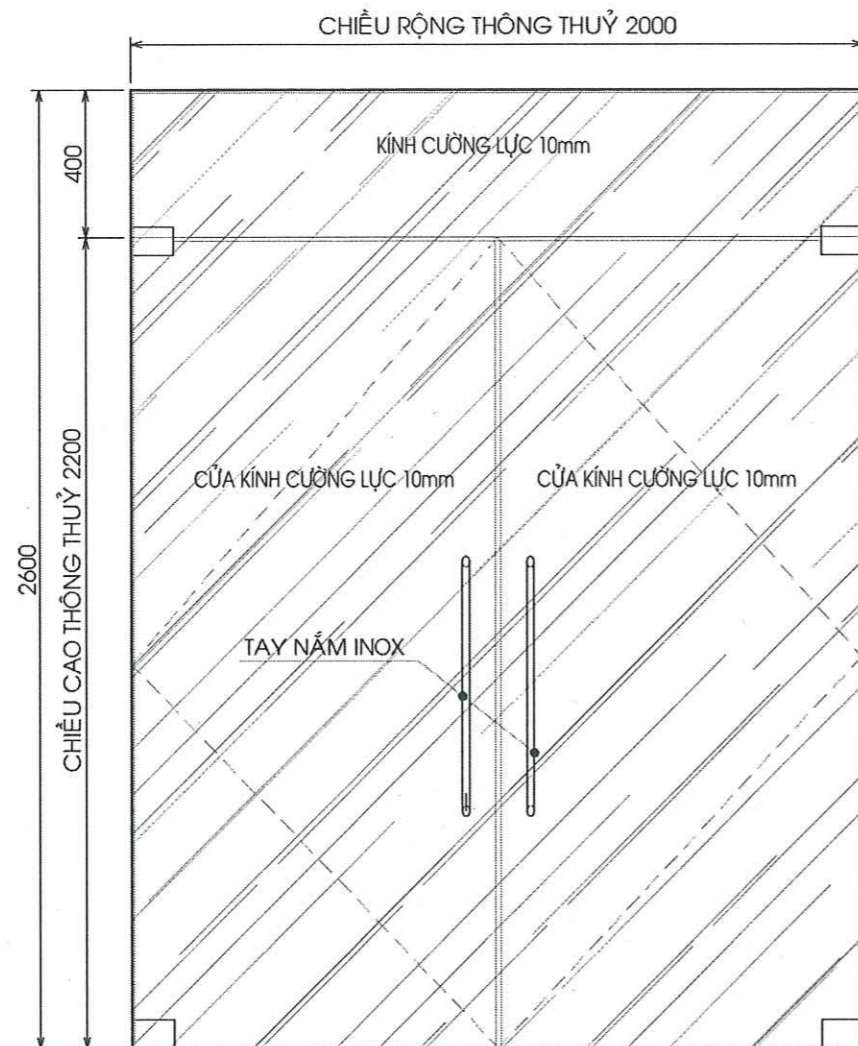 CHIỀU RỘNG THÔNG THUỶ 2000
400
KÍNH CƯỜNG LỰC 10mm
2600
CHIỀU CAO THÔNG THUỶ 2200
CỬA KÍNH CƯỜNG LỰC 10mm
CỬA KÍNH CƯỜNG LỰC 10mm
TAY NẮM INOX